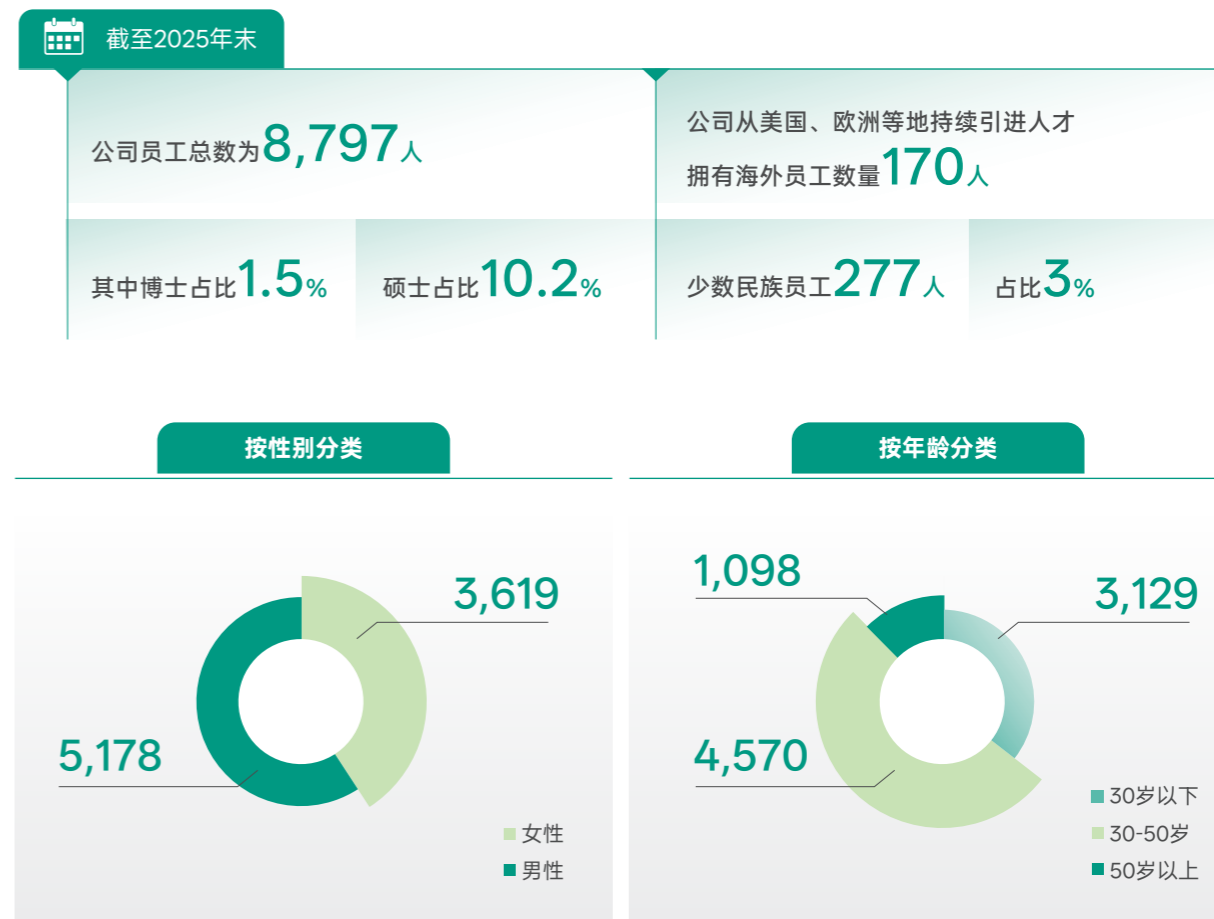 截至2025年末
公司员工总数为8,797人
公司从美国、欧洲等地持续引进人才
拥有海外员工数量170人
其中博士占比1.5%
硕士占比10.2%
少数民族员工277人
占比3%
按性别分类
3,619
5,178
女性
男性
按年龄分类
1,098
3,129
4,570
30岁以下
30-50岁
50岁以上